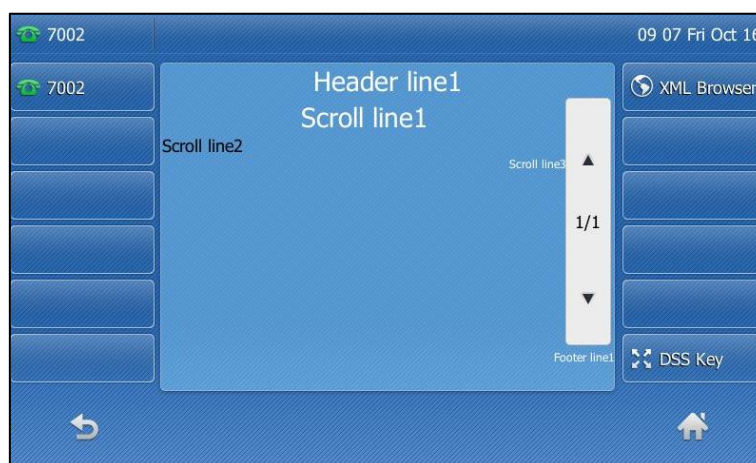 7002
09 07 Fri Oct 16
7002
Header line1
XML Browser
Scroll line1
Scroll line2
Scroll line3
1/1
Footer line1
DSS Key